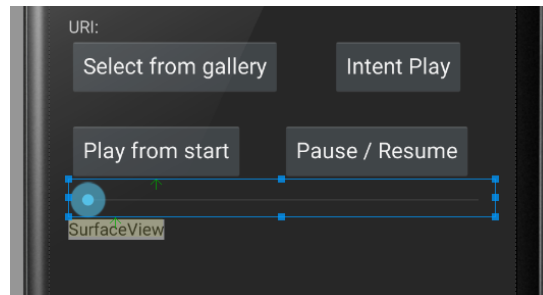 URI:
Select from gallery
Intent Play
Play from start
Pause / Resume
SurfaceView